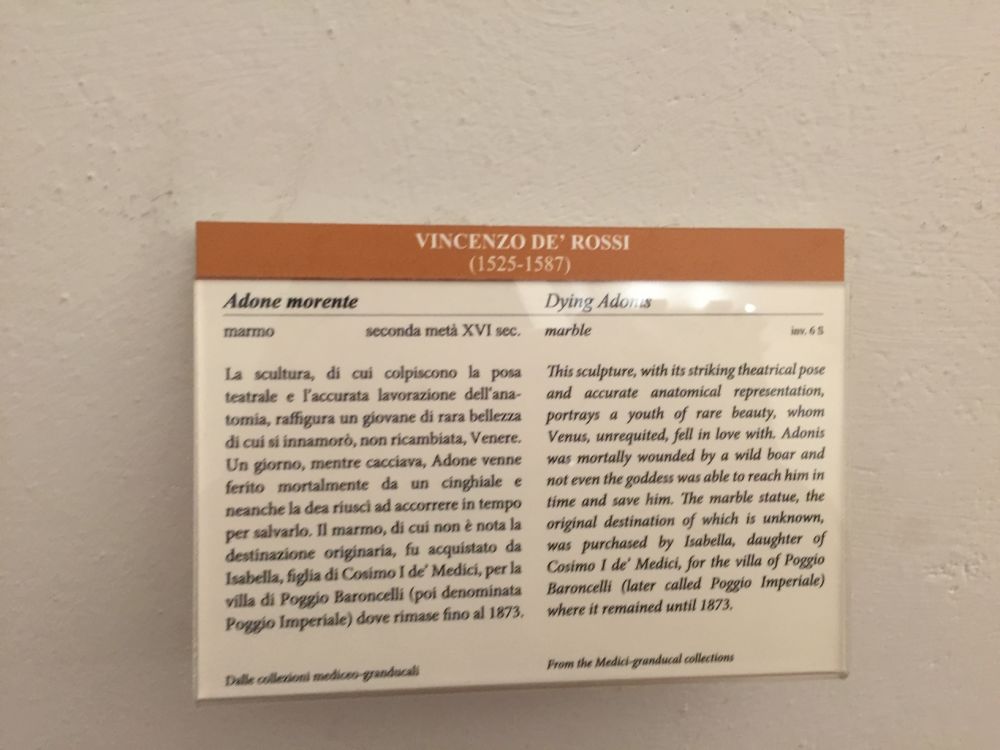 VINCENZO DE' ROSSI
(1525-1587)
Adone morente
marmo seconda metà XVI sec.
La scultura, di cui colpiscono la posa
teatrale e l'accurata lavorazione dell'ana-
tomia, raffigura un giovane di rara bellezza
di cui si innamorò, non ricambiata, Venere.
Un giorno, mentre cacciava, Adone venne
ferito mortalmente da un cinghiale e
neanche la dea riuscì ad accorrere in tempo
per salvarlo. Il marmo, di cui non è nota la
destinazione originaria, fu acquistato da
Isabella, figlia di Cosimo I de' Medici, per la
villa di Poggio Baroncelli (poi denominata
Poggio Imperiale) dove rimase fino al 1873.
Dalle collezioni mediceo-granducali
Dying Adonis
marble inv. 6 S
This sculpture, with its striking theatrical pose
and accurate anatomical representation,
portrays a youth of rare beauty, whom
Venus, unrequited, fell in love with. Adonis
was mortally wounded by a wild boar and
not even the goddess was able to reach him in
time and save him. The marble statue, the
original destination of which is unknown,
was purchased by Isabella, daughter of
Cosimo I de' Medici, for the villa of Poggio
Baroncelli (later called Poggio Imperiale)
where it remained until 1873.
From the Medici-granducal collections